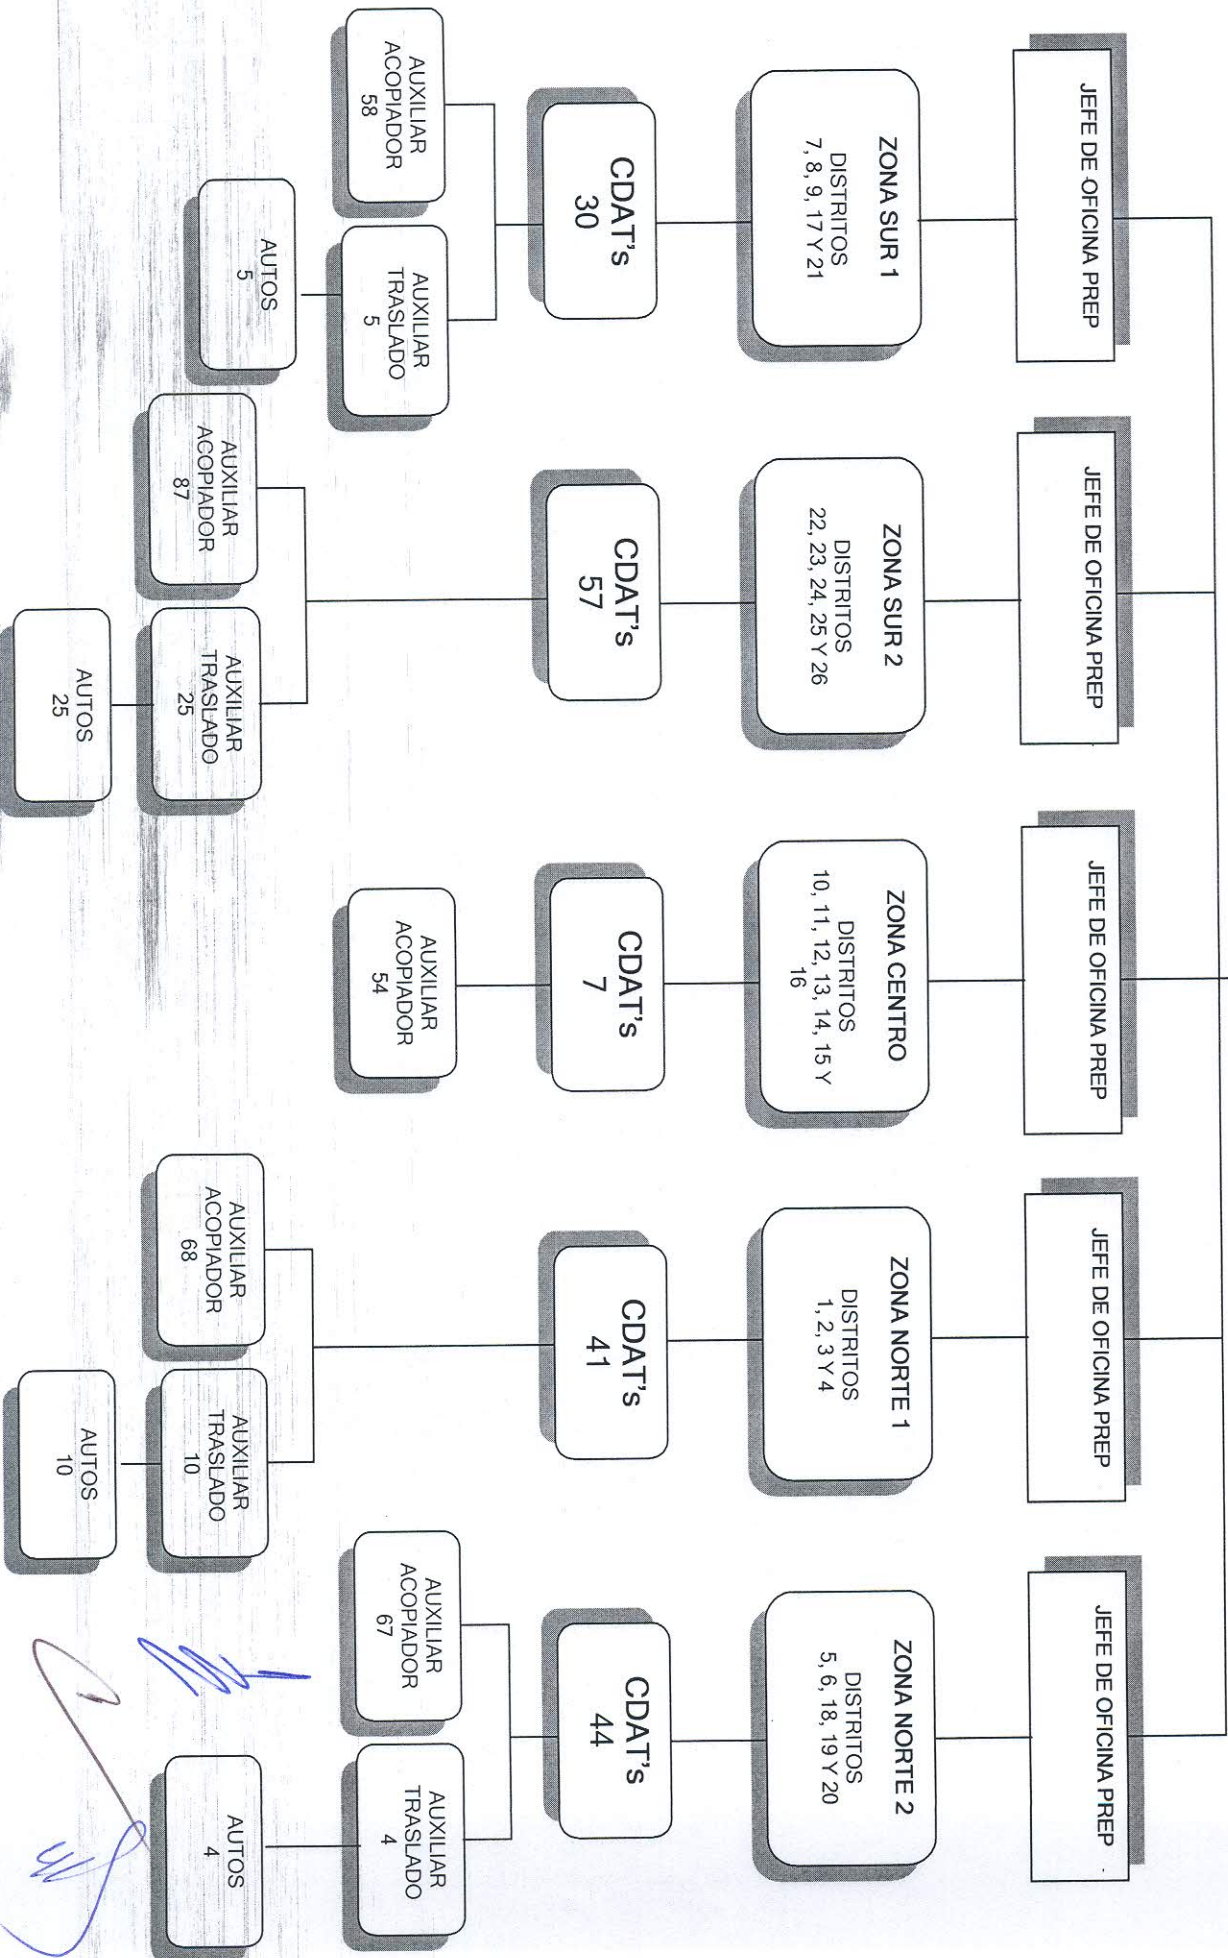 JEFE DE OFICINA PREP
ZONA SUR 1
DISTRITOS
7, 8, 9, 17 Y 21
CDAT's
30
AUXILIAR
ACOPIADOR
58
AUXILIAR
TRASLADO
5
AUTOS
5
JEFE DE OFICINA PREP
ZONA SUR 2
DISTRITOS
22, 23, 24, 25 Y 26
CDAT's
57
AUXILIAR
ACOPIADOR
87
AUXILIAR
TRASLADO
25
AUTOS
25
JEFE DE OFICINA PREP
ZONA CENTRO
DISTRITOS
10, 11, 12, 13, 14, 15 Y
16
CDAT's
7
AUXILIAR
ACOPIADOR
54
JEFE DE OFICINA PREP
ZONA NORTE 1
DISTRITOS
1, 2, 3 Y 4
CDAT's
41
AUXILIAR
ACOPIADOR
68
AUXILIAR
TRASLADO
10
AUTOS
10
JEFE DE OFICINA PREP
ZONA NORTE 2
DISTRITOS
5, 6, 18, 19 Y 20
CDAT's
44
AUXILIAR
ACOPIADOR
67
AUXILIAR
TRASLADO
4
AUTOS
4